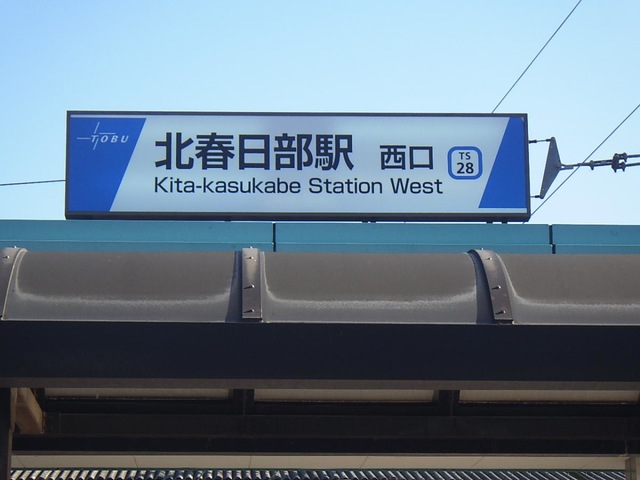 TOBU
北春日部駅 西口 TS 28
Kita-kasukabe Station West